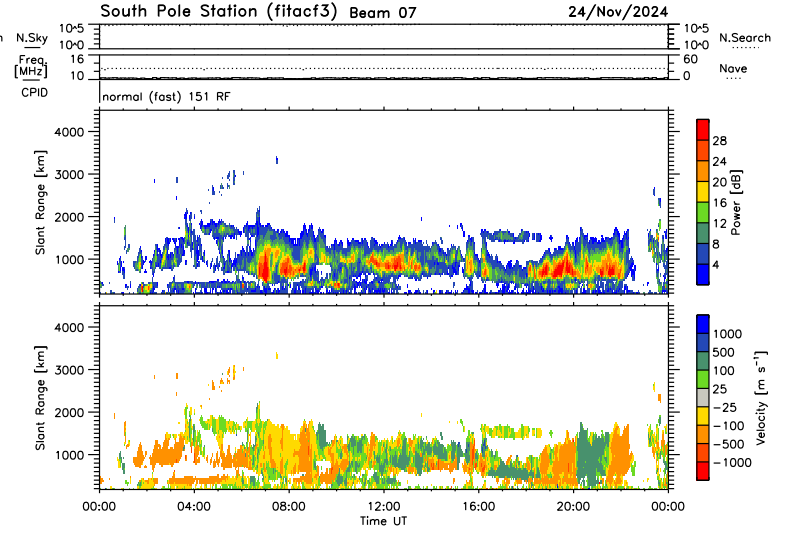 South Pole Station (fitacf3) Beam 07 24/Nov/2024
n N.Sky 10^5 10^5 N.Search
10^0 10^0
Freq. 16 60 Nave
[MHz] 10 0
CPID normal (fast) 151 RF
4000
3000
2000
1000
Slant Range [km]
28
24
20
16
12
8
4
Power [dB]
4000
3000
2000
1000
Slant Range [km]
1000
500
100
25
-25
-100
-500
-1000
Velocity [m s⁻¹]
00:00 04:00 08:00 12:00 16:00 20:00 00:00
Time UT